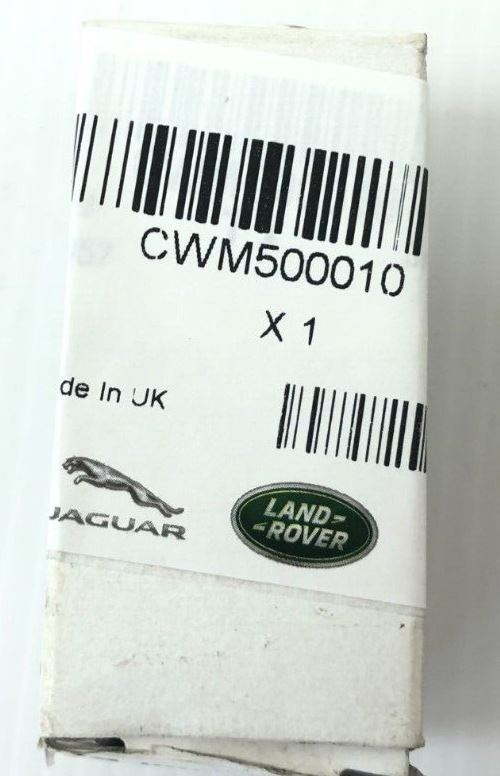 CWM500010
X 1
de In UK
JAGUAR
LAND-
-ROVER